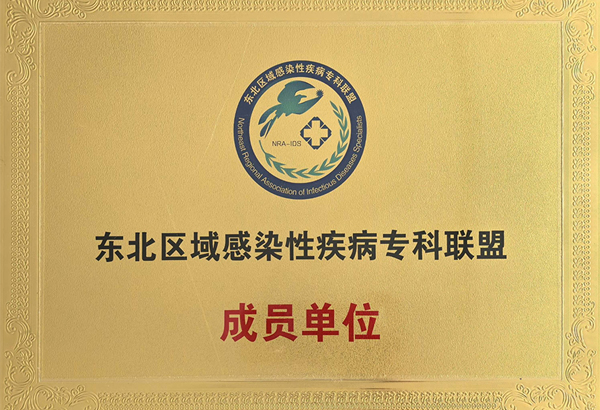 东北区域感染性疾病专科联盟
NRA-IDS
Northeast Regional Association of Infectious Diseases Specialists
东北区域感染性疾病专科联盟
成员单位